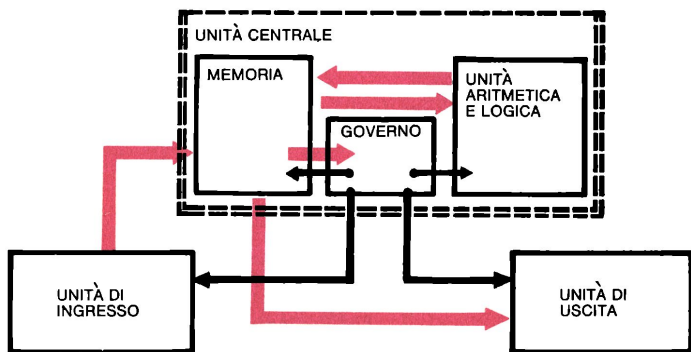 UNITÀ CENTRALE
MEMORIA
UNITÀ
ARITMETICA
E LOGICA
GOVERNO
UNITÀ DI
INGRESSO
UNITÀ DI
USCITA